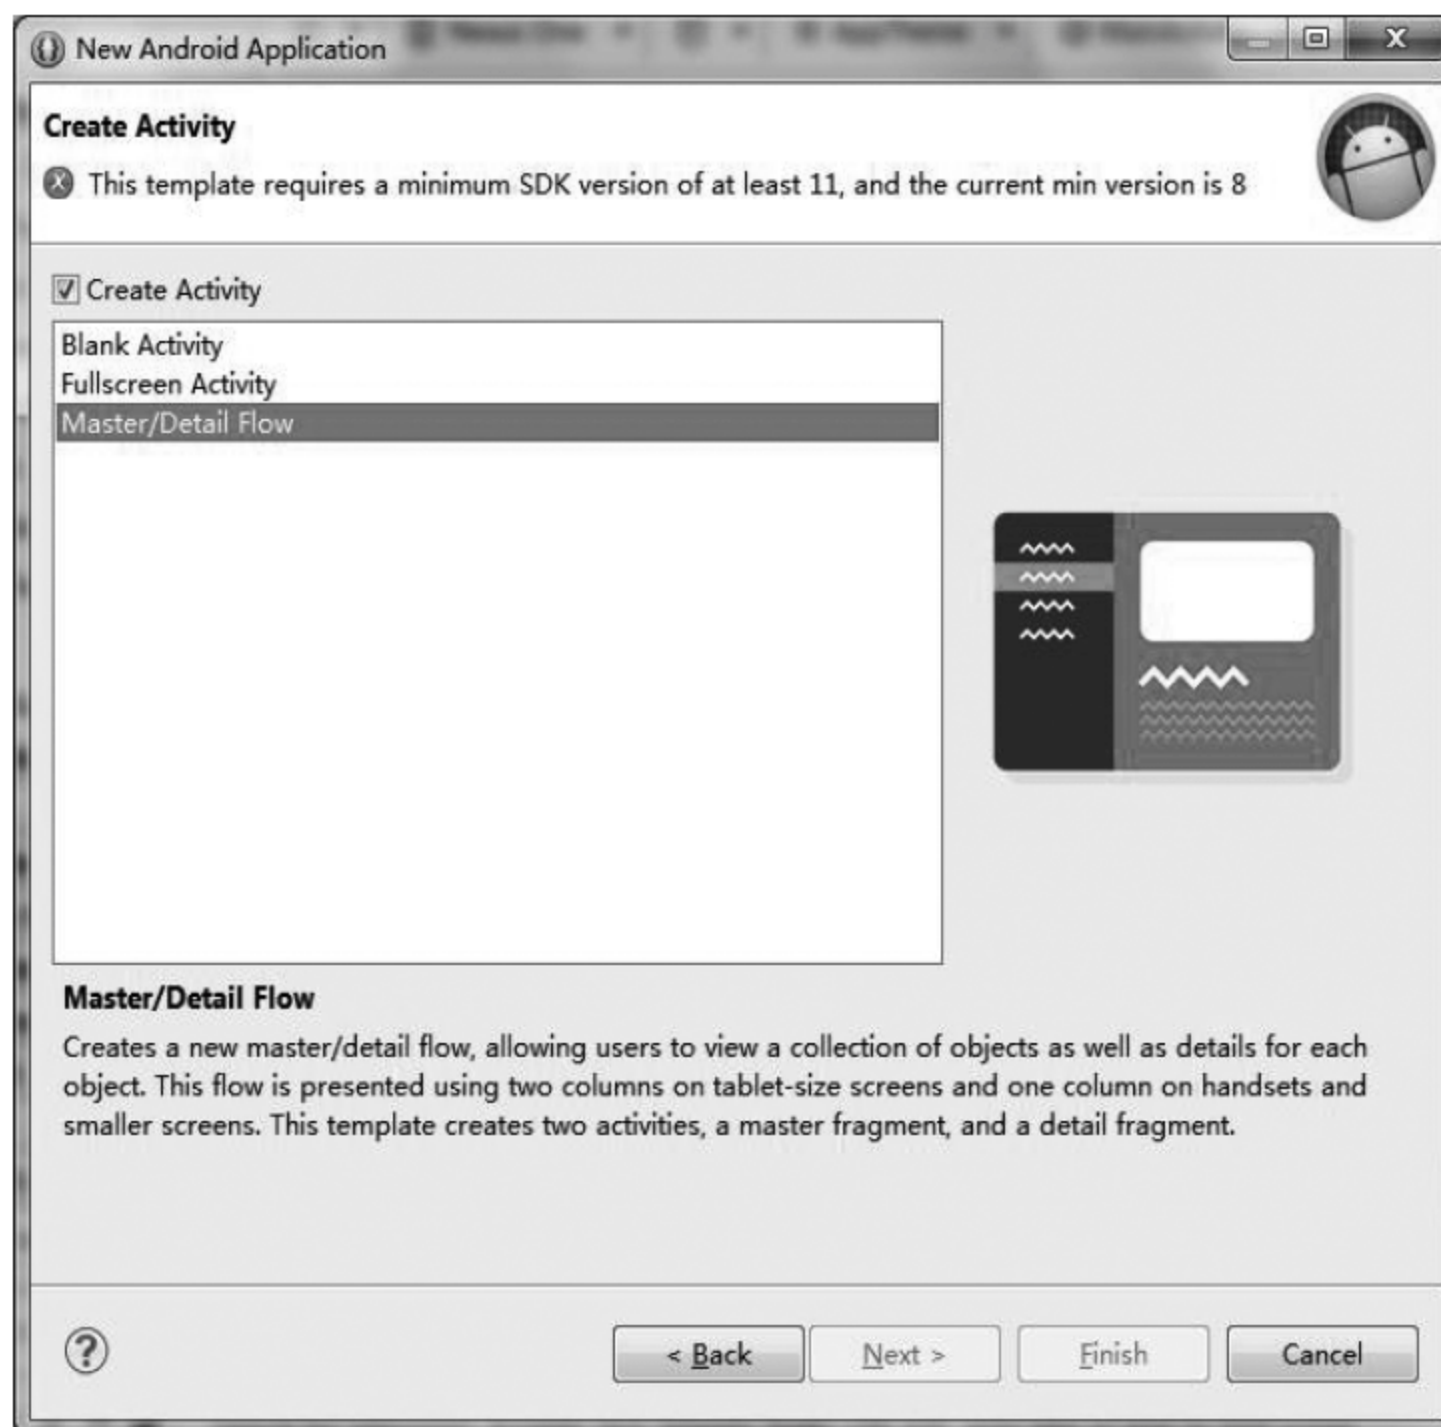 New Android Application
Create Activity
This template requires a minimum SDK version of at least 11, and the current min version is 8
Create Activity
Blank Activity
Fullscreen Activity
Master/Detail Flow
Master/Detail Flow
Creates a new master/detail flow, allowing users to view a collection of objects as well as details for each
object. This flow is presented using two columns on tablet-size screens and one column on handsets and
smaller screens. This template creates two activities, a master fragment, and a detail fragment.
< Back
Next >
Finish
Cancel